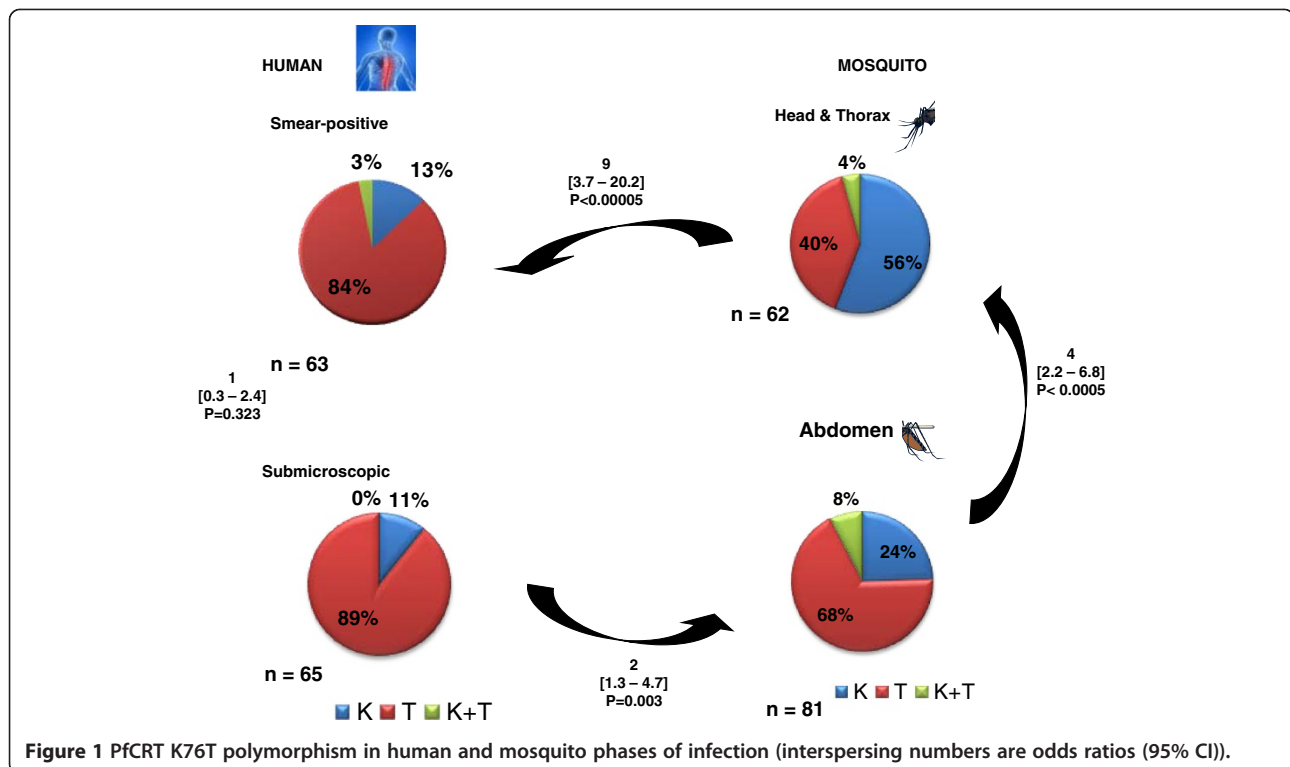 HUMAN
MOSQUITO
Smear-positive
Head & Thorax
3%
13%
84%
n = 63
9
[3.7 – 20.2]
P<0.00005
4%
40%
56%
n = 62
1
[0.3 – 2.4]
P=0.323
4
[2.2 – 6.8]
P< 0.0005
Submicroscopic
0%
11%
89%
n = 65
K T K+T
2
[1.3 – 4.7]
P=0.003
Abdomen
8%
24%
68%
n = 81
K T K+T
Figure 1 PfCRT K76T polymorphism in human and mosquito phases of infection (interspersing numbers are odds ratios (95% CI)).